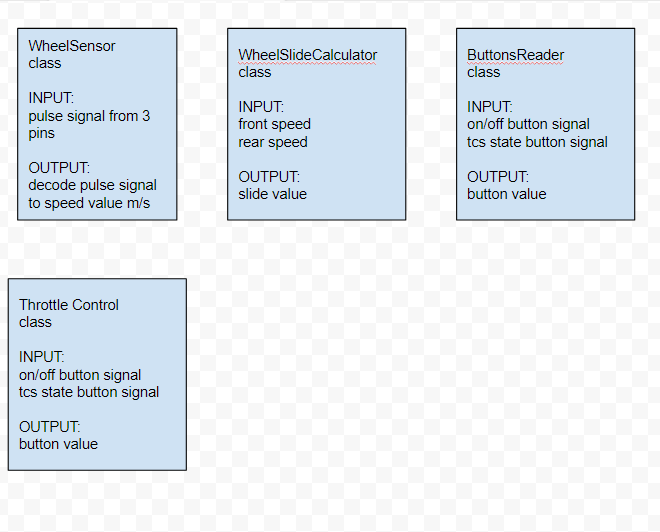 WheelSensor
class
INPUT:
pulse signal from 3
pins
OUTPUT:
decode pulse signal
to speed value m/s
WheelSlideCalculator
class
INPUT:
front speed
rear speed
OUTPUT:
slide value
ButtonsReader
class
INPUT:
on/off button signal
tcs state button signal
OUTPUT:
button value
Throttle Control
class
INPUT:
on/off button signal
tcs state button signal
OUTPUT:
button value